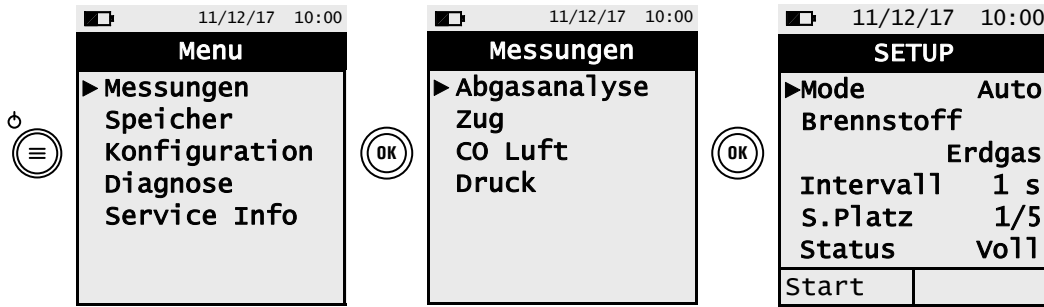 11/12/17 10:00
Menu
Messungen
Speicher
Konfiguration
Diagnose
Service Info
OK
11/12/17 10:00
Messungen
Abgasanalyse
Zug
CO Luft
Druck
OK
11/12/17 10:00
SETUP
Mode Auto
Brennstoff
Erdgas
Intervall 1 s
S.Platz 1/5
Status Voll
Start